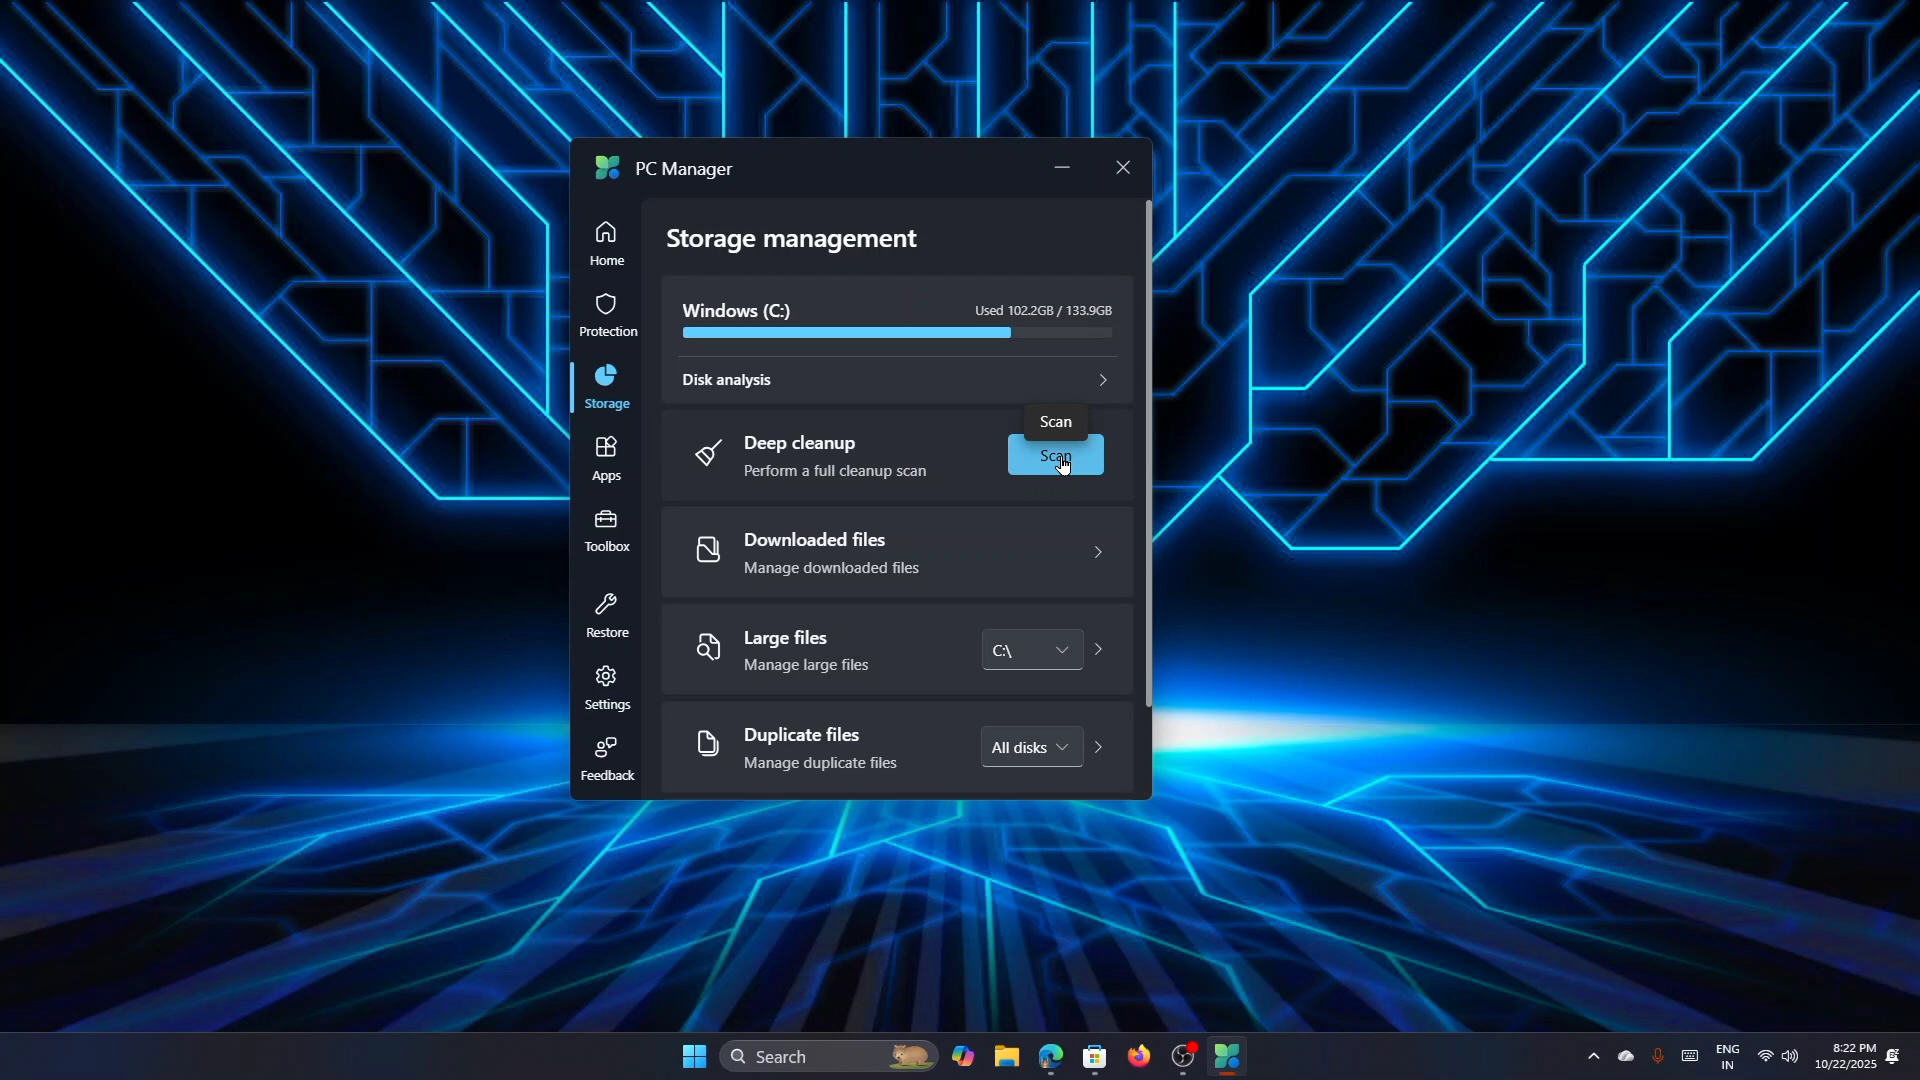 PC Manager
Home
Protection
Storage
Apps
Toolbox
Restore
Settings
Feedback
Storage management
Windows (C:)
Used 102.2GB / 133.9GB
Disk analysis
Scan
Deep cleanup
Perform a full cleanup scan
Scan
Downloaded files
Manage downloaded files
Large files
Manage large files
C:\
Duplicate files
Manage duplicate files
All disks
Search
ENG
IN
8:22 PM
10/22/2025